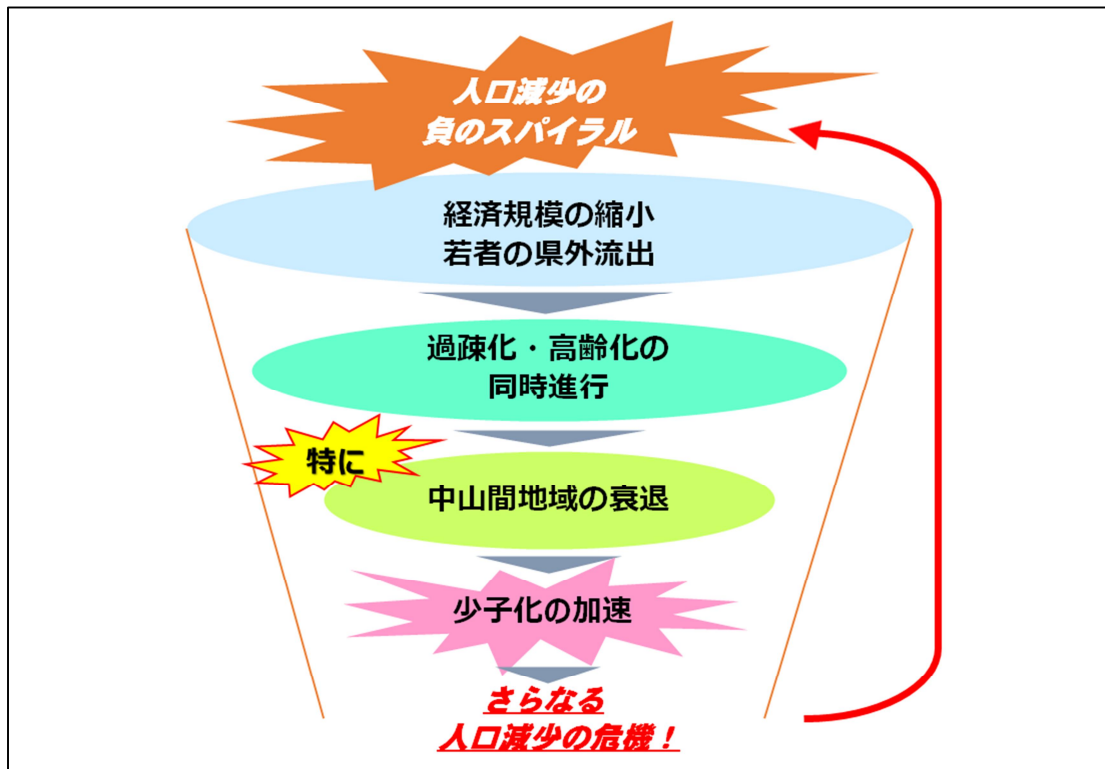 人口減少の
負のスパイラル
経済規模の縮小
若者の県外流出
過疎化・高齢化の
同時進行
特に
中山間地域の衰退
少子化の加速
さらなる
人口減少の危機！